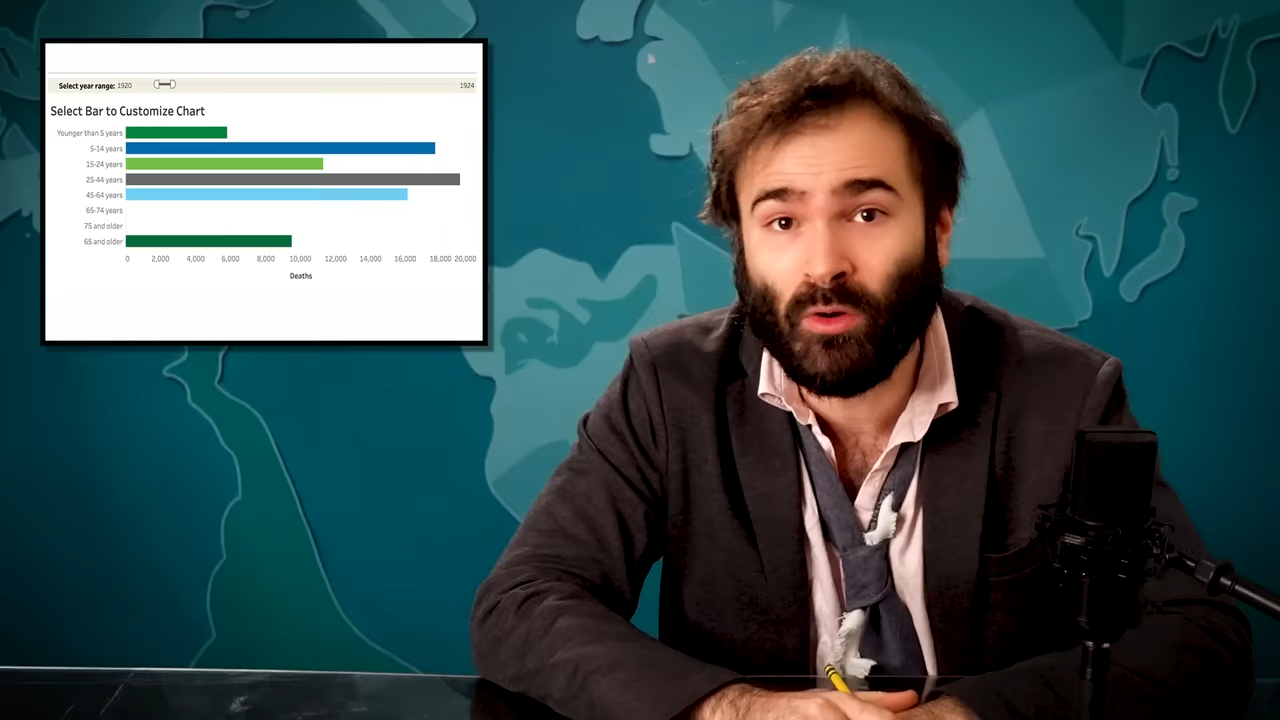 Select year range: 1920 1924
Select Bar to Customize Chart
Younger than 5 years
5-14 years
15-24 years
25-44 years
45-64 years
65-74 years
75 and older
65 and older
0 2,000 4,000 6,000 8,000 10,000 12,000 14,000 16,000 18,000 20,000
Deaths